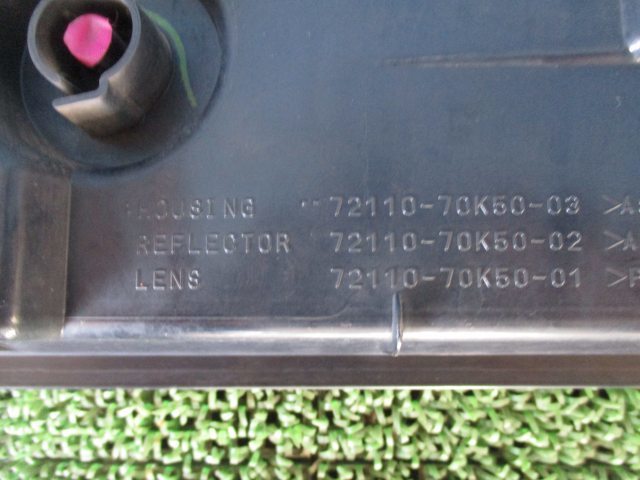 HOUSING 72110-70K50-03 >A
REFLECTOR 72110-70K50-02 >A
LENS 72110-70K50-01 >P